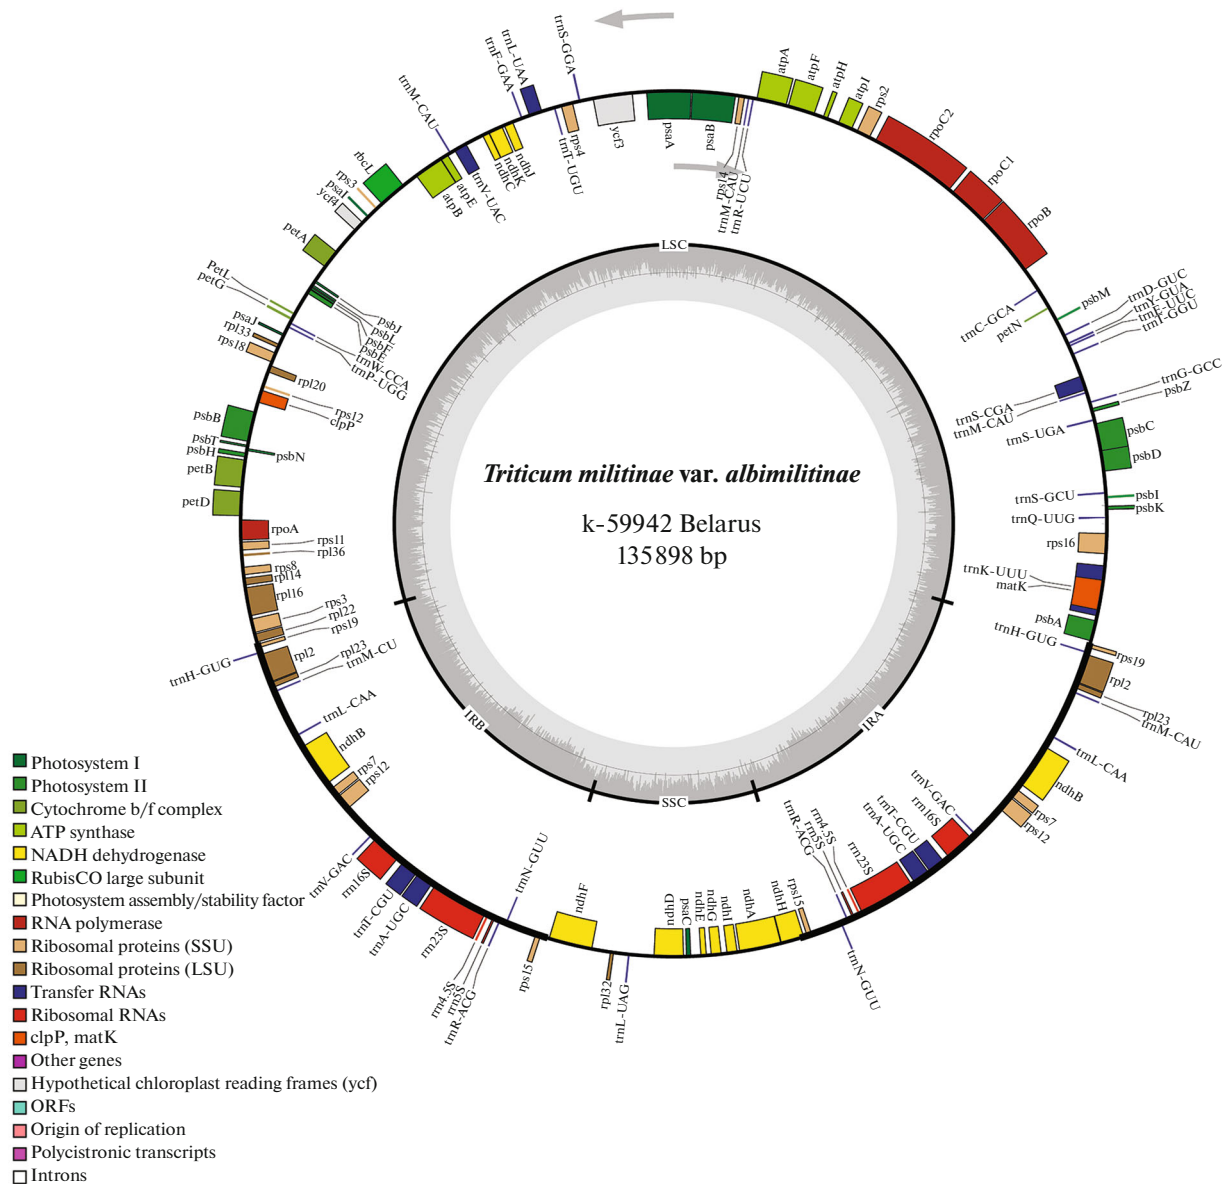 trnS-GGA
trnL-UAA
trnF-GAA
trnM-CAU
rbcL
rps3
psaI
ycf4
petA
PetL
petG
psaJ
rpl33
rps18
psbB
psbT
psbH
petB
petD
atpA
atpF
atpH
atpI
rps2
rpoC2
rpoC1
rpoB
psbM
trnD-GUC
trnY-GUA
trnE-UUC
trnT-GGU
trnG-GCC
psbZ
psbC
psbD
psbI
psbK
ycf3
psaA
psaB
rps14
trnM-CAU
trnR-UCU
rps4
trnT-UGU
ndhJ
ndhK
ndhC
trnV-UAC
atpE
atpB
psbJ
psbL
psbF
psbE
trnW-CCA
trnP-UGG
rpl20
rps12
clpP
psbN
rpoA
rps11
rpl36
rps8
rpl14
rpl16
rps3
rpl22
rps19
trnC-GCA
petN
trnS-CGA
trnM-CAU
trnS-UGA
trnS-GCU
trnQ-UUG
rps16
trnK-UUU
matK
psbA
trnH-GUG
LSC
Triticum militinae var. albimilitinae
k-59942 Belarus
135898 bp
IRB
IRA
SSC
trnH-GUG
rpl2
rpl23
trnM-CU
trnL-CAA
ndhB
rps7
rps12
trnV-GAC
rrn16S
trnT-CGU
trnA-UGC
rrn23S
rrn4.5S
rrn5S
trnR-ACG
trnN-GUU
rps15
ndhF
rpl32
trnL-UAG
ndhD
psaC
ndhE
ndhG
ndhI
ndhA
ndhH
rps15
trnN-GUU
trnR-ACG
rrn5S
rrn4.5S
rrn23S
trnA-UGC
trnT-CGU
rrn16S
trnV-GAC
rps12
rps7
ndhB
trnL-CAA
trnM-CAU
rpl23
rpl2
rps19
Photosystem I
Photosystem II
Cytochrome b/f complex
ATP synthase
NADH dehydrogenase
RubisCO large subunit
Photosystem assembly/stability factor
RNA polymerase
Ribosomal proteins (SSU)
Ribosomal proteins (LSU)
Transfer RNAs
Ribosomal RNAs
clpP, matK
Other genes
Hypothetical chloroplast reading frames (ycf)
ORFs
Origin of replication
Polycistronic transcripts
Introns